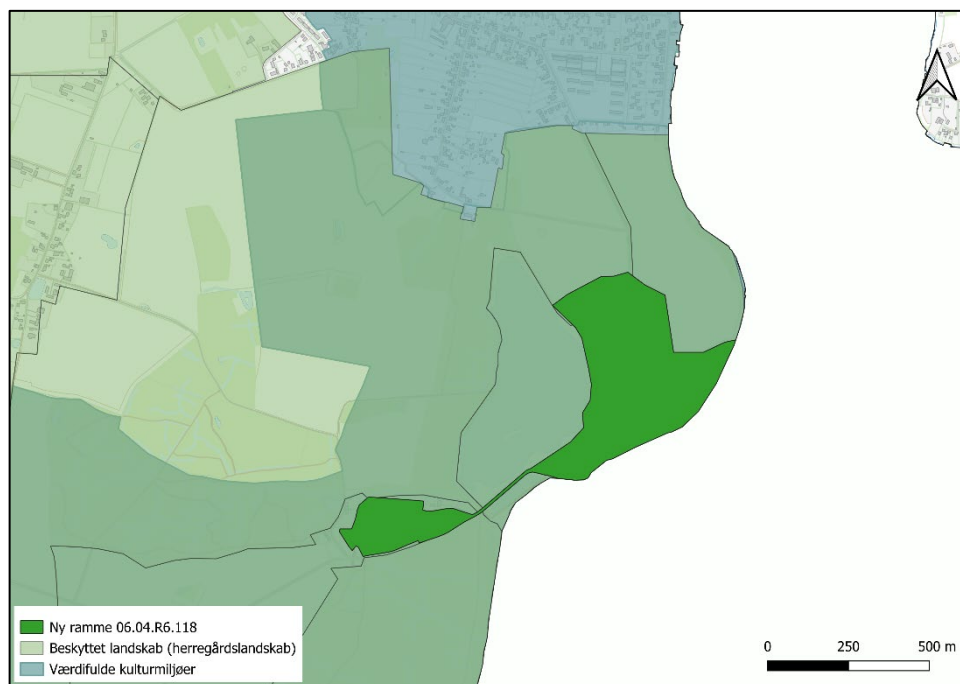 Ny ramme 06.04.R6.118
Beskyttet landskab (herregårdslandskab)
Værdifulde kulturmiljøer
0 250 500 m